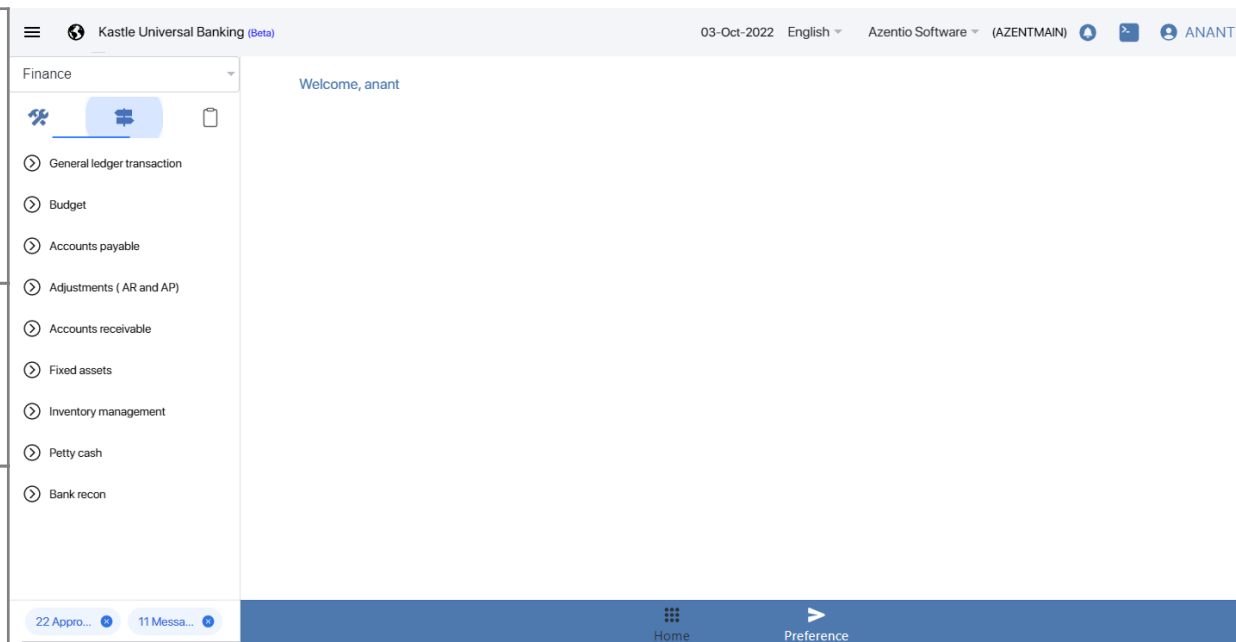 Kastle Universal Banking (Beta)
03-Oct-2022 English Azentio Software (AZENTMAIN) ANANT
Finance
Welcome, anant
General ledger transaction
Budget
Accounts payable
Adjustments ( AR and AP)
Accounts receivable
Fixed assets
Inventory management
Petty cash
Bank recon
22 Appro... 11 Messa...
Home Preference